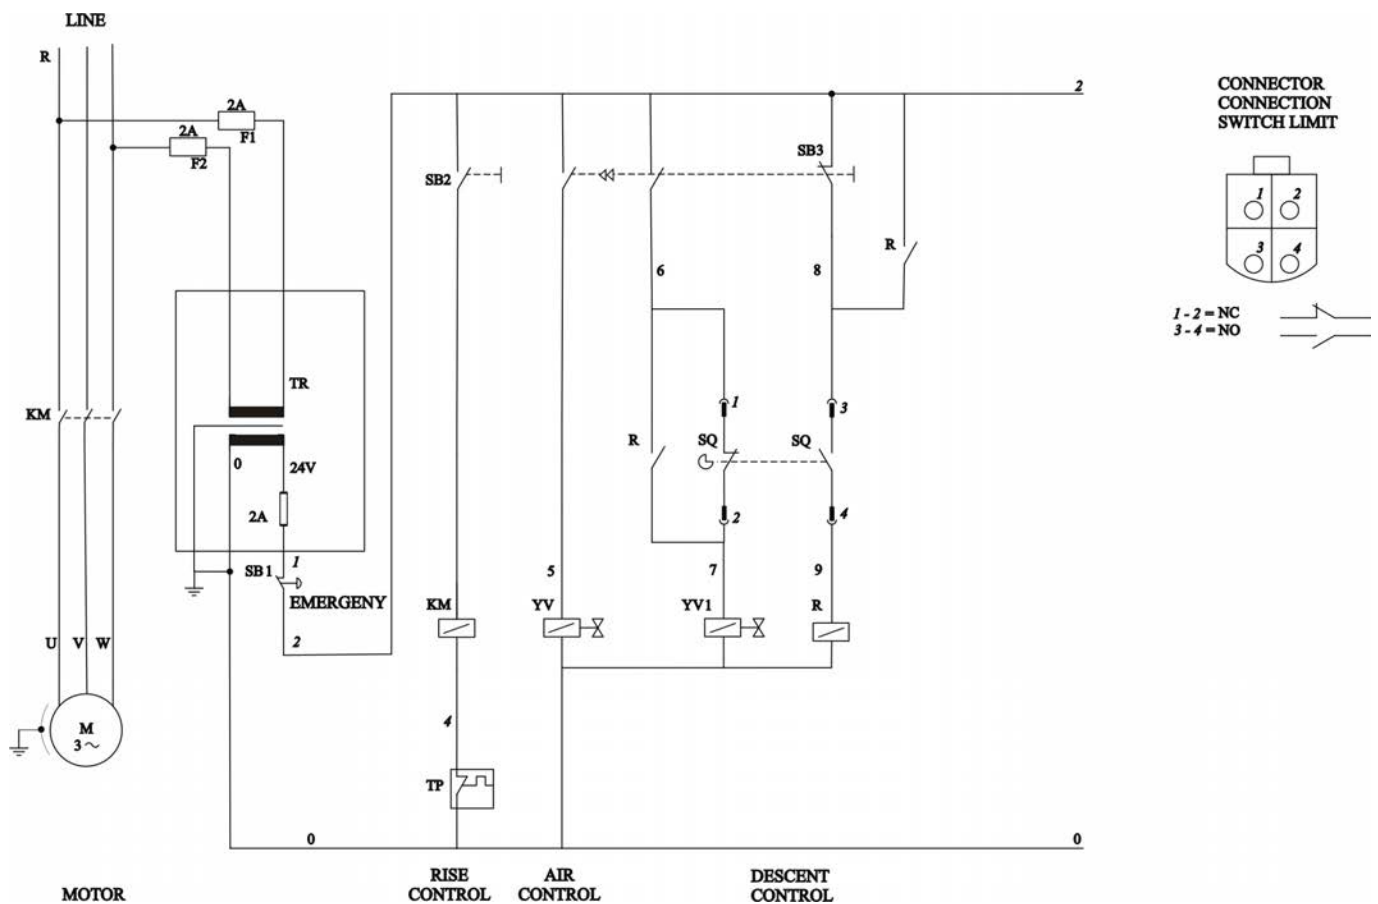 LINE
R
2A
F1
2A
F2
2
SB2
SB3
R
6
8
CONNECTOR
CONNECTION
SWITCH LIMIT
1 2
3 4
1 - 2 = NC
3 - 4 = NO
KM
TR
0
24V
2A
1
SB1
EMERGENY
2
R
SQ
SQ
1
3
2
4
5
7
9
KM
YV
YV1
R
U V W
M
3 ~
4
TP
0
0
MOTOR
RISE
CONTROL
AIR
CONTROL
DESCENT
CONTROL